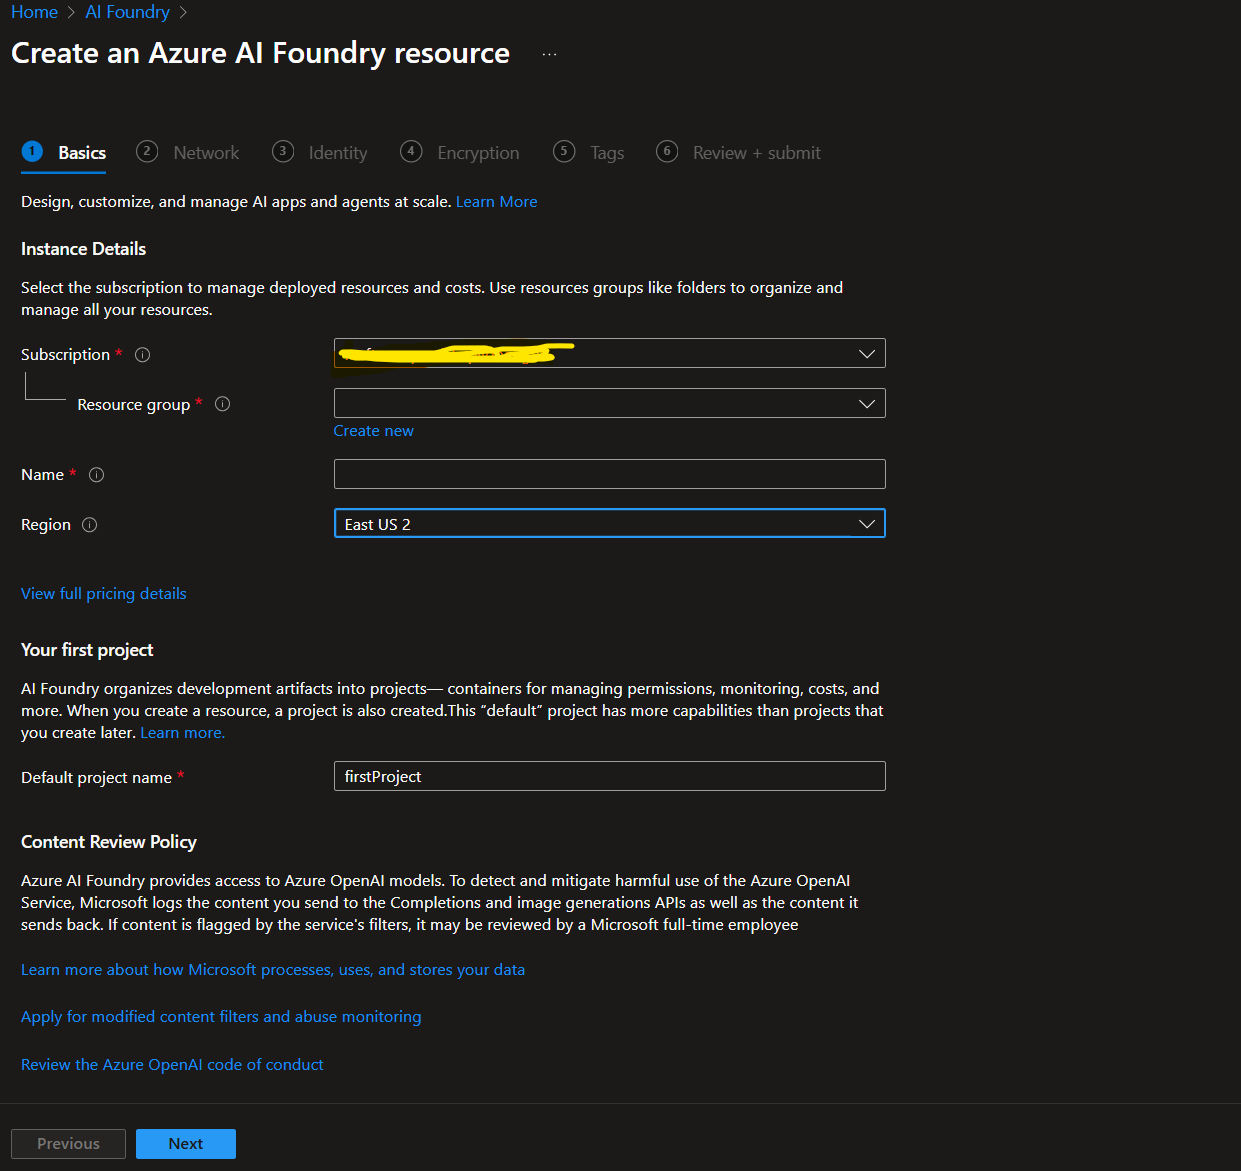 Home > AI Foundry >
Create an Azure AI Foundry resource ...
1 Basics 2 Network 3 Identity 4 Encryption 5 Tags 6 Review + submit
Design, customize, and manage AI apps and agents at scale. Learn More
Instance Details
Select the subscription to manage deployed resources and costs. Use resources groups like folders to organize and
manage all your resources.
Subscription *
Resource group *
Create new
Name *
Region East US 2
View full pricing details
Your first project
AI Foundry organizes development artifacts into projects— containers for managing permissions, monitoring, costs, and
more. When you create a resource, a project is also created.This “default” project has more capabilities than projects that
you create later. Learn more.
Default project name * firstProject
Content Review Policy
Azure AI Foundry provides access to Azure OpenAI models. To detect and mitigate harmful use of the Azure OpenAI
Service, Microsoft logs the content you send to the Completions and image generations APIs as well as the content it
sends back. If content is flagged by the service's filters, it may be reviewed by a Microsoft full-time employee
Learn more about how Microsoft processes, uses, and stores your data
Apply for modified content filters and abuse monitoring
Review the Azure OpenAI code of conduct
Previous Next